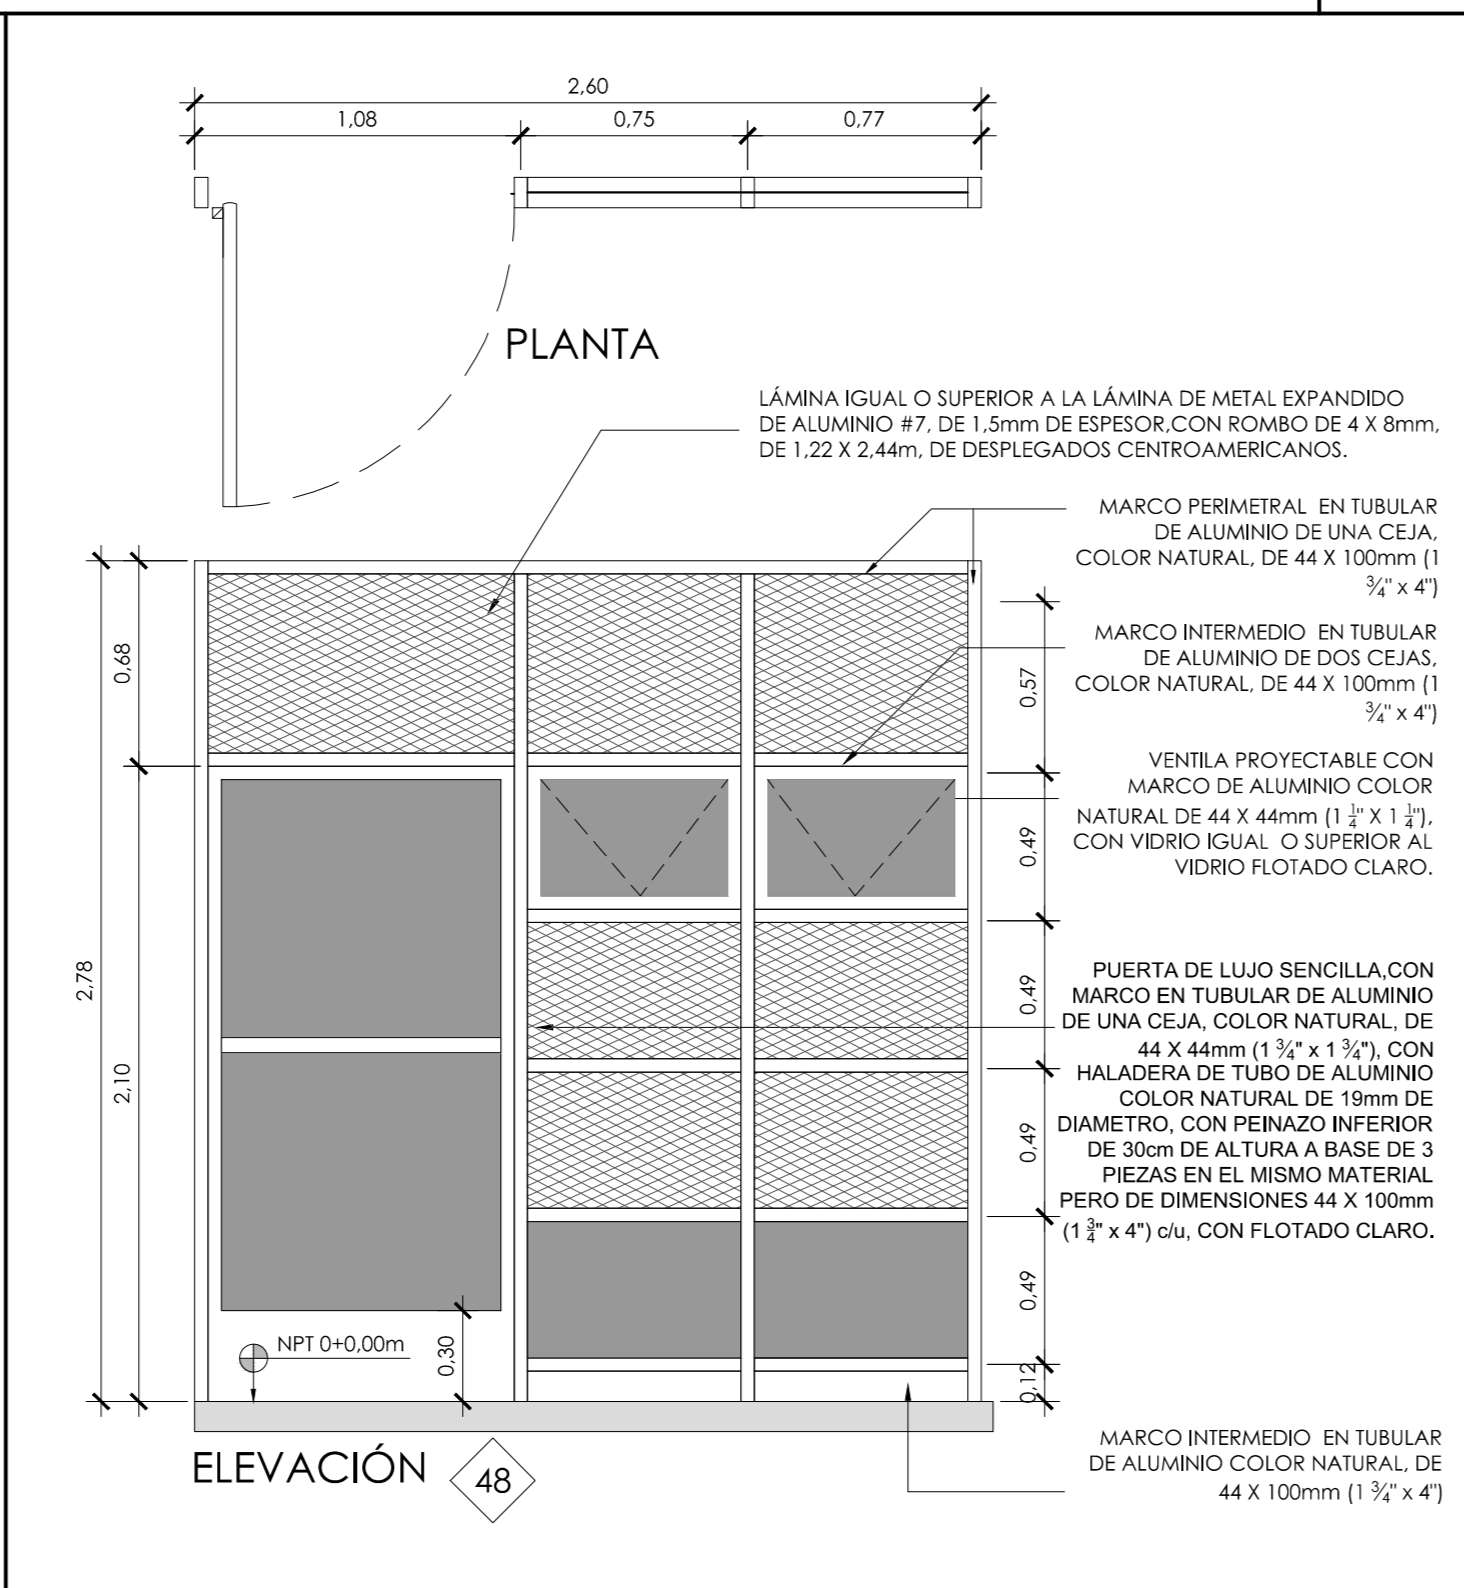 2,60
1,08
0,75
0,77
PLANTA
LÁMINA IGUAL O SUPERIOR A LA LÁMINA DE METAL EXPANDIDO
DE ALUMINIO #7, DE 1,5mm DE ESPESOR,CON ROMBO DE 4 X 8mm,
DE 1,22 X 2,44m, DE DESPLEGADOS CENTROAMERICANOS.
MARCO PERIMETRAL EN TUBULAR
DE ALUMINIO DE UNA CEJA,
COLOR NATURAL, DE 44 X 100mm (1
¾" x 4")
MARCO INTERMEDIO EN TUBULAR
DE ALUMINIO DE DOS CEJAS,
COLOR NATURAL, DE 44 X 100mm (1
¾" x 4")
VENTILA PROYECTABLE CON
MARCO DE ALUMINIO COLOR
NATURAL DE 44 X 44mm (1 ¼" X 1 ¼"),
CON VIDRIO IGUAL O SUPERIOR AL
VIDRIO FLOTADO CLARO.
PUERTA DE LUJO SENCILLA,CON
MARCO EN TUBULAR DE ALUMINIO
DE UNA CEJA, COLOR NATURAL, DE
44 X 44mm (1 ¾" x 1 ¾"), CON
HALADERA DE TUBO DE ALUMINIO
COLOR NATURAL DE 19mm DE
DIAMETRO, CON PEINAZO INFERIOR
DE 30cm DE ALTURA A BASE DE 3
PIEZAS EN EL MISMO MATERIAL
PERO DE DIMENSIONES 44 X 100mm
(1 ¾" x 4") c/u, CON FLOTADO CLARO.
MARCO INTERMEDIO EN TUBULAR
DE ALUMINIO COLOR NATURAL, DE
44 X 100mm (1 ¾" x 4")
2,78
0,68
2,10
0,57
0,49
0,49
0,49
0,49
0,12
0,30
NPT 0+0,00m
ELEVACIÓN
48